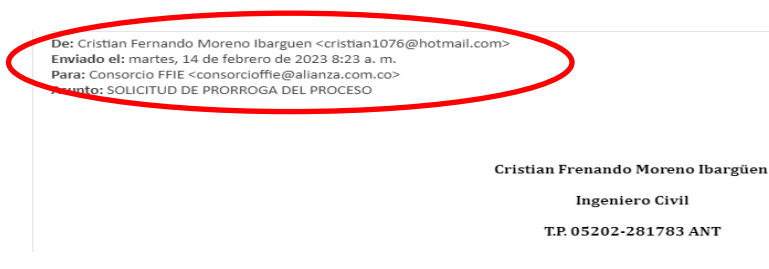 De: Cristian Fernando Moreno Ibarguen <cristian1076@hotmail.com>
Enviado el: martes, 14 de febrero de 2023 8:23 a. m.
Para: Consorcio FFIE <consorcioffie@alianza.com.co>
Asunto: SOLICITUD DE PRORROGA DEL PROCESO
Cristian Frenando Moreno Ibargüen
Ingeniero Civil
T.P. 05202-281783 ANT